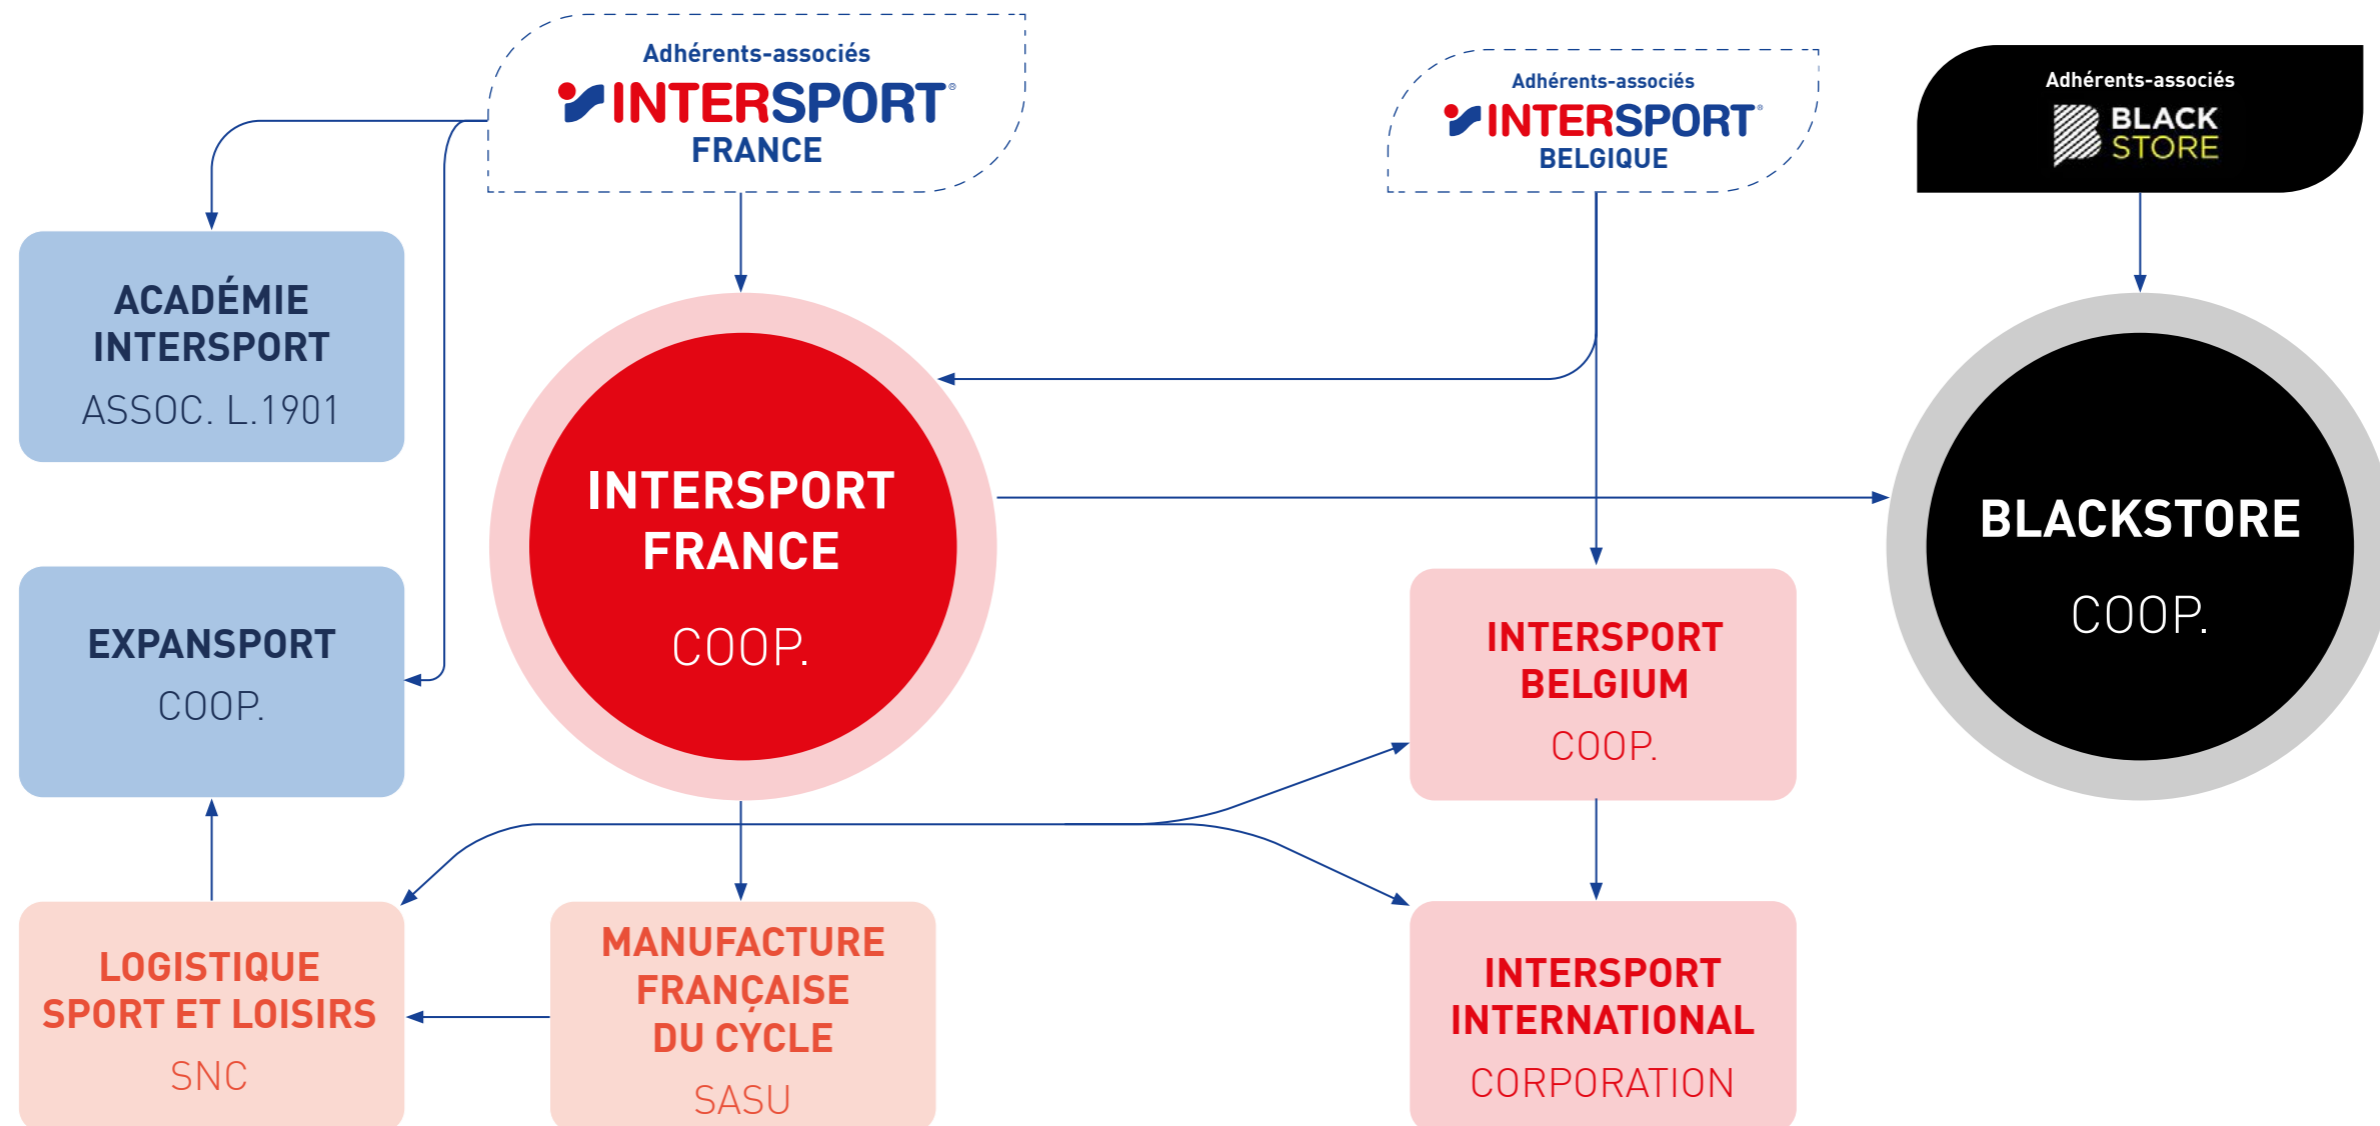 Adhérents-associés
INTERSPORT®
FRANCE
Adhérents-associés
INTERSPORT®
BELGIQUE
Adhérents-associés
BLACK
STORE
ACADÉMIE
INTERSPORT
ASSOC. L.1901
INTERSPORT
FRANCE
COOP.
BLACKSTORE
COOP.
EXPANSPORT
COOP.
INTERSPORT
BELGIUM
COOP.
LOGISTIQUE
SPORT ET LOISIRS
SNC
MANUFACTURE
FRANÇAISE
DU CYCLE
SASU
INTERSPORT
INTERNATIONAL
CORPORATION